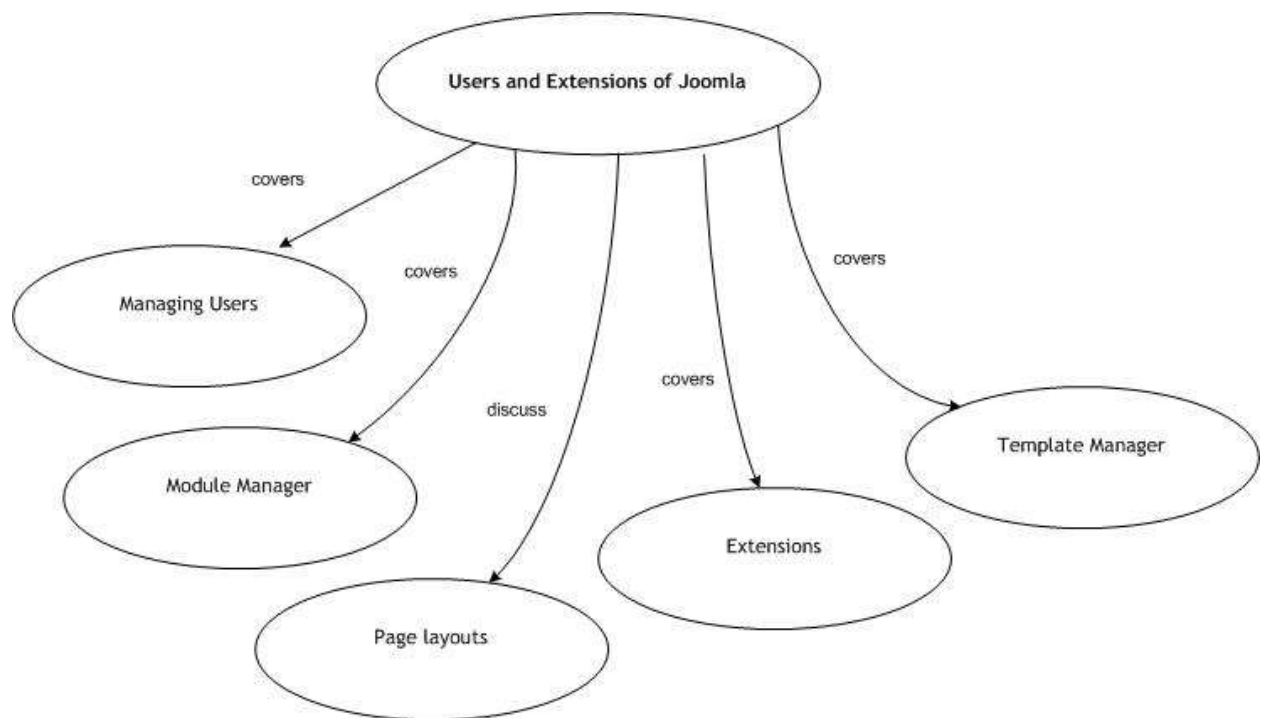 Users and Extensions of Joomla
covers
Managing Users
covers
Module Manager
discuss
Page layouts
covers
Extensions
covers
Template Manager